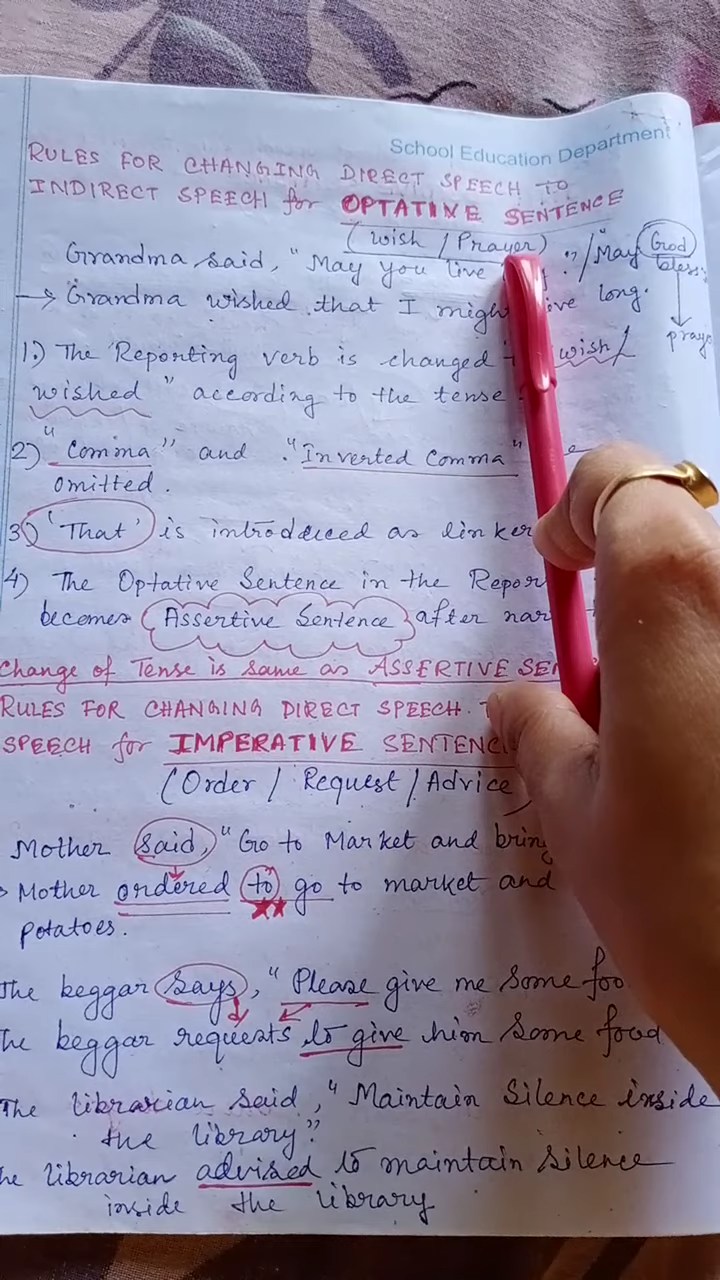 School Education Department
RULES FOR CHANGING DIRECT SPEECH TO
INDIRECT SPEECH for OPTATIVE SENTENCE
(Wish / Prayer)
Grandma said, "May you live ." / "May God bless
→ Grandma wished that I might live long.
prays
1.) The Reporting verb is changed "wish/
wished" according to the tense
2) "Comma" and "Inverted Comma"
omitted.
3.) 'That' is introduced as linker
4) The Optative Sentence in the Repor
becomes Assertive Sentence after nar
Change of Tense is same as ASSERTIVE SEN
RULES FOR CHANGING DIRECT SPEECH
SPEECH for IMPERATIVE SENTENC
(Order / Request / Advice)
Mother said, "Go to Market and bring
Mother ordered to go to market and
potatoes.
The beggar says, "Please give me some foo
The beggar requests to give him some food
The librarian said, "Maintain Silence inside
the library."
he librarian advised to maintain silence
inside the library